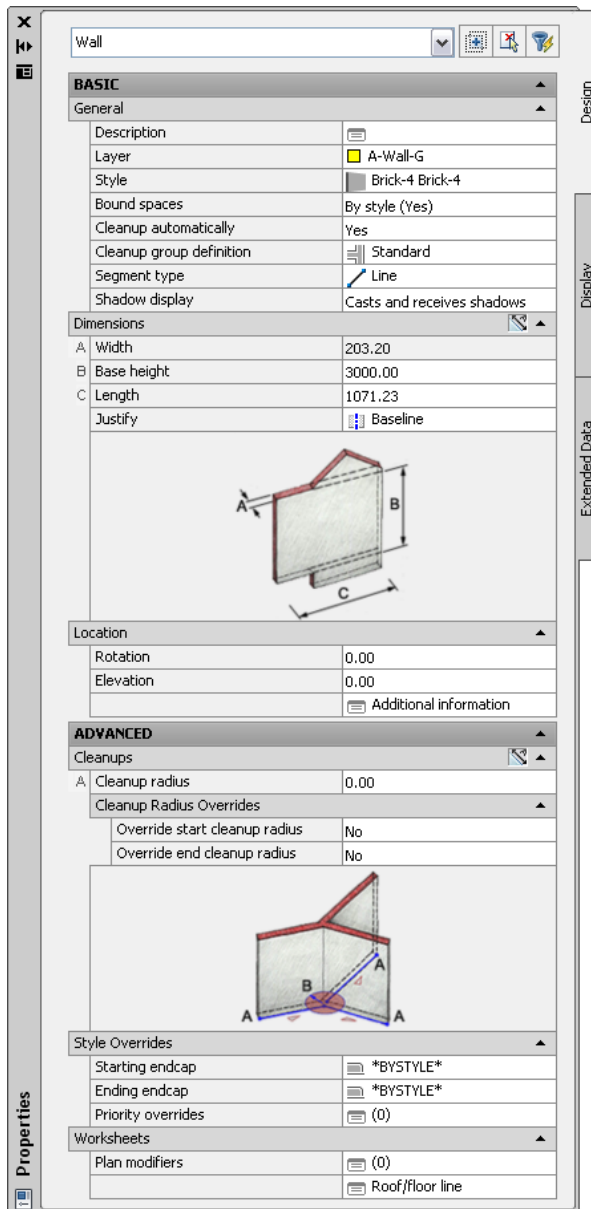 Wall
BASIC
General
Description
Layer A-Wall-G
Style Brick-4 Brick-4
Bound spaces By style (Yes)
Cleanup automatically Yes
Cleanup group definition Standard
Segment type Line
Shadow display Casts and receives shadows
Dimensions
A Width 203.20
B Base height 3000.00
C Length 1071.23
Justify Baseline
A
B
C
Location
Rotation 0.00
Elevation 0.00
Additional information
ADVANCED
Cleanups
A Cleanup radius 0.00
Cleanup Radius Overrides
Override start cleanup radius No
Override end cleanup radius No
A
B
A
A
Style Overrides
Starting endcap *BYSTYLE*
Ending endcap *BYSTYLE*
Priority overrides (0)
Worksheets
Plan modifiers (0)
Roof/floor line
Properties
Design
Display
Extended Data